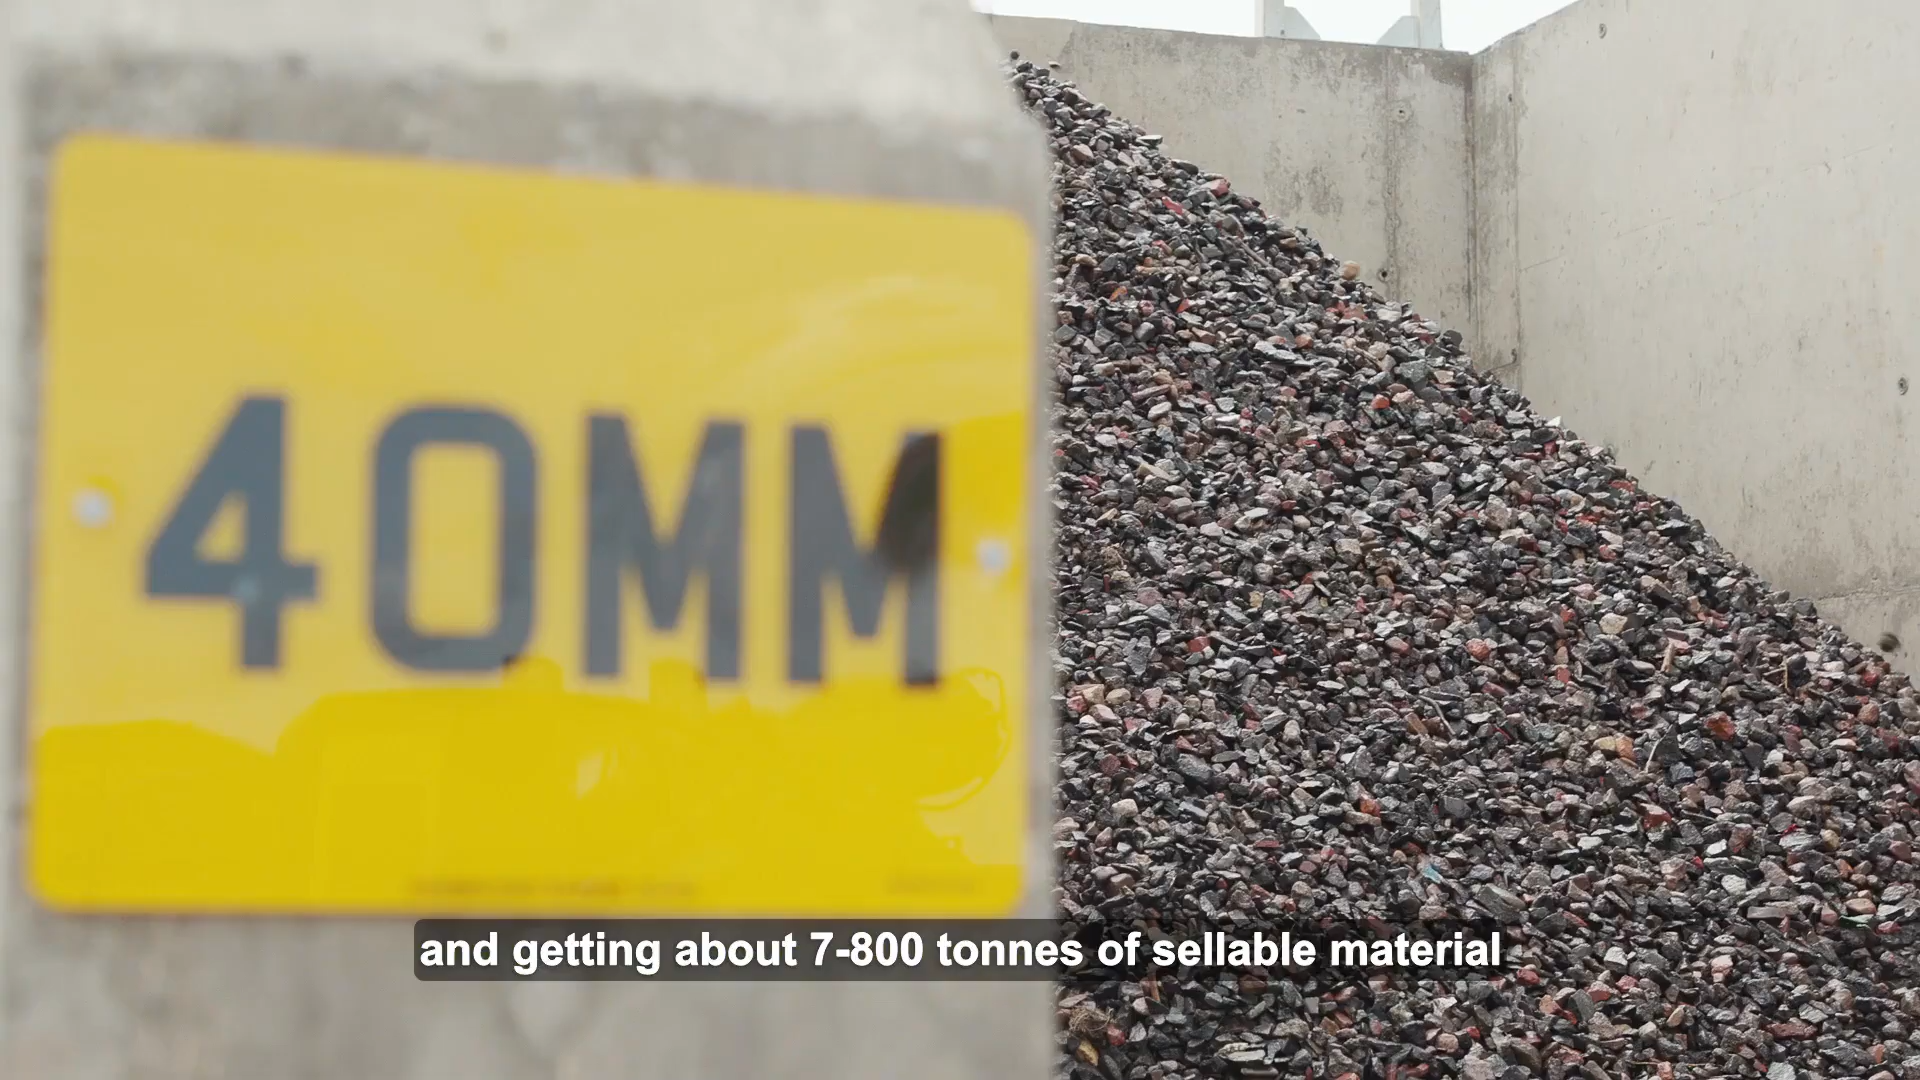 40MM
and getting about 7-800 tonnes of sellable material